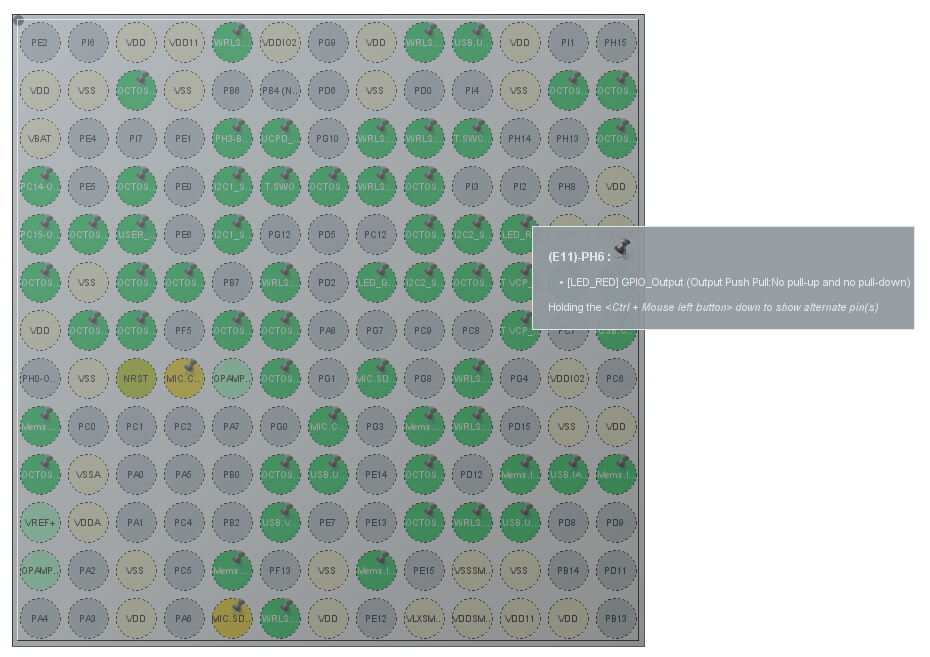 PE2 PI6 VDD VDD11 WRLS... VDDIO2 PG9 VDD WRLS... USB.U... VDD PI1 PH15
VDD VSS OCTOS... VSS PB6 PB4 (N... PD6 VSS PD0 PI4 VSS OCTOS... OCTOS...
VBAT PE4 PI7 PE1 PH3-B... UCPD_... PG10 WRLS... WRLS... T.SWC... PH14 PH13 OCTOS...
PC14-O... PE5 OCTOS... PE0 I2C1_S... T.SWO OCTOS... WRLS... OCTOS... PI3 PI2 PH8 VDD
PC15-O... OCTOS... USER_... PE6 I2C1_S... PG12 PD5 PC12 OCTOS... I2C2_S... LED_R
(E11)-PH6 :
OCTOS... VSS OCTOS... OCTOS... PB7 WRLS... PD2 LED_G... OCTOS... OCTOS... T.VCP_
• [LED_RED] GPIO_Output (Output Push Pull:No pull-up and no pull-down)
Holding the <Ctrl + Mouse left button> down to show alternate pin(s)
VDD OCTOS... OCTOS... PF5 OCTOS... OCTOS... PA8 PG7 PC9 PC8 T.VCP_ PC7 USB.C...
PH0-O... VSS NRST MIC.C... OPAMP... OCTOS... PG1 MIC.SD... PG8 WRLS... PG4 VDDIO2 PC6
Mems... PC0 PC1 PC2 PA7 PG0 MIC.C... PG3 Mems... WRLS... PD15 VSS VDD
OCTOS... VSSA PA0 PA5 PB0 OCTOS... USB.U... PE14 OCTOS... PD12 Mems.I... USB.IA... Mems.I...
VREF+ VDDA PA1 PC4 PB2 USB.V... PE7 PE13 OCTOS... WRLS... USB.U... PD8 PD9
OPAMP... PA2 VSS PC5 Mems... PF13 VSS Mems.I... PE15 VSSSM... VSS PB14 PD11
PA4 PA3 VDD PA6 MIC.SD... WRLS... VDD PE12 VLXSM... VDDSM... VDD11 VDD PB13